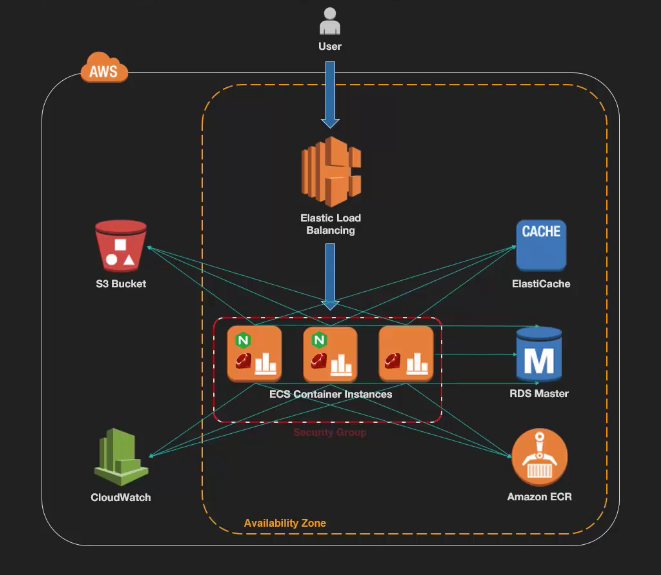 User
AWS
Elastic Load
Balancing
CACHE
S3 Bucket
ElastiCache
N
N
M
ECS Container Instances
RDS Master
Security Group
CloudWatch
Amazon ECR
Availability Zone